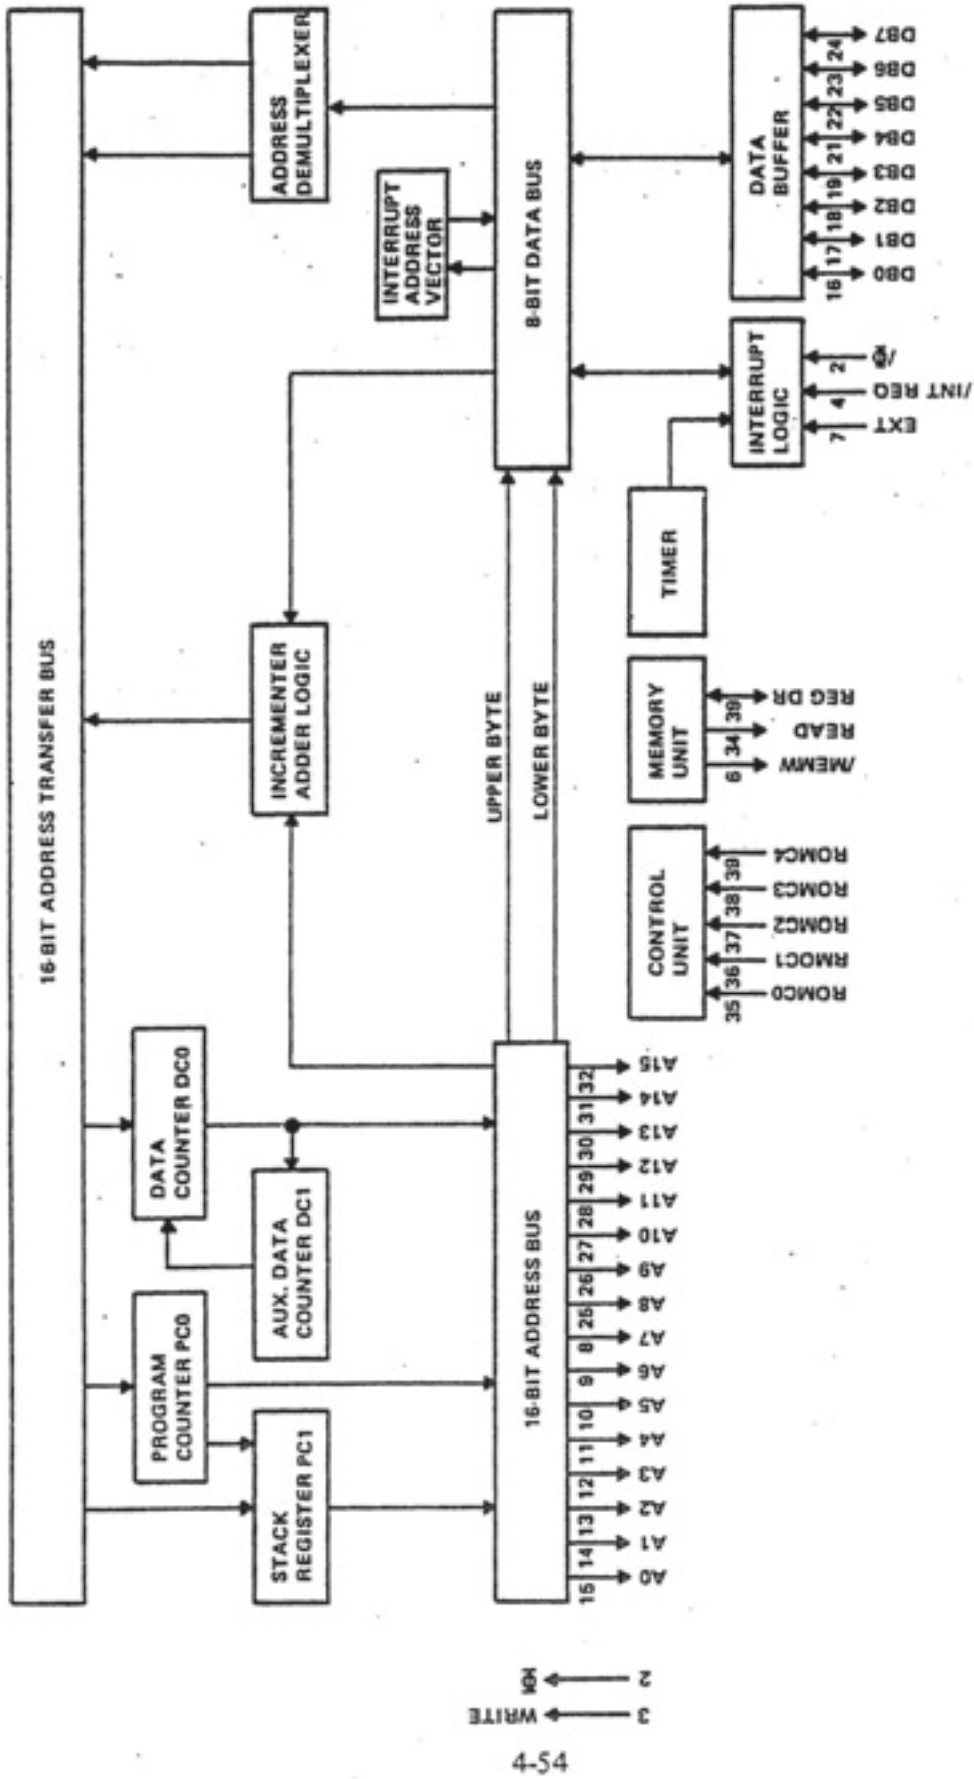 16-BIT ADDRESS TRANSFER BUS
STACK
REGISTER PC1
PROGRAM
COUNTER PC0
AUX. DATA
COUNTER DC1
DATA
COUNTER DC0
INCREMENTER
ADDER LOGIC
ADDRESS
DEMULTIPLEXER
INTERRUPT
ADDRESS
VECTOR
16-BIT ADDRESS BUS
UPPER BYTE
LOWER BYTE
8-BIT DATA BUS
15 14 13 12 11 10 9 8 25 26 27 28 29 30 31 32
A0 A1 A2 A3 A4 A5 A6 A7 A8 A9 A10 A11 A12 A13 A14 A15
CONTROL
UNIT
35 36 37 38 39
ROMC0 RMOC1 ROMC2 ROMC3 ROMC4
MEMORY
UNIT
6 34 39
/MEMW READ REG DR
TIMER
INTERRUPT
LOGIC
7 4 2
EXT /INT REQ
DATA
BUFFER
16 17 18 19 21 22 23 24
DB0 DB1 DB2 DB3 DB4 DB5 DB6 DB7
2
3 WRITE
4-54